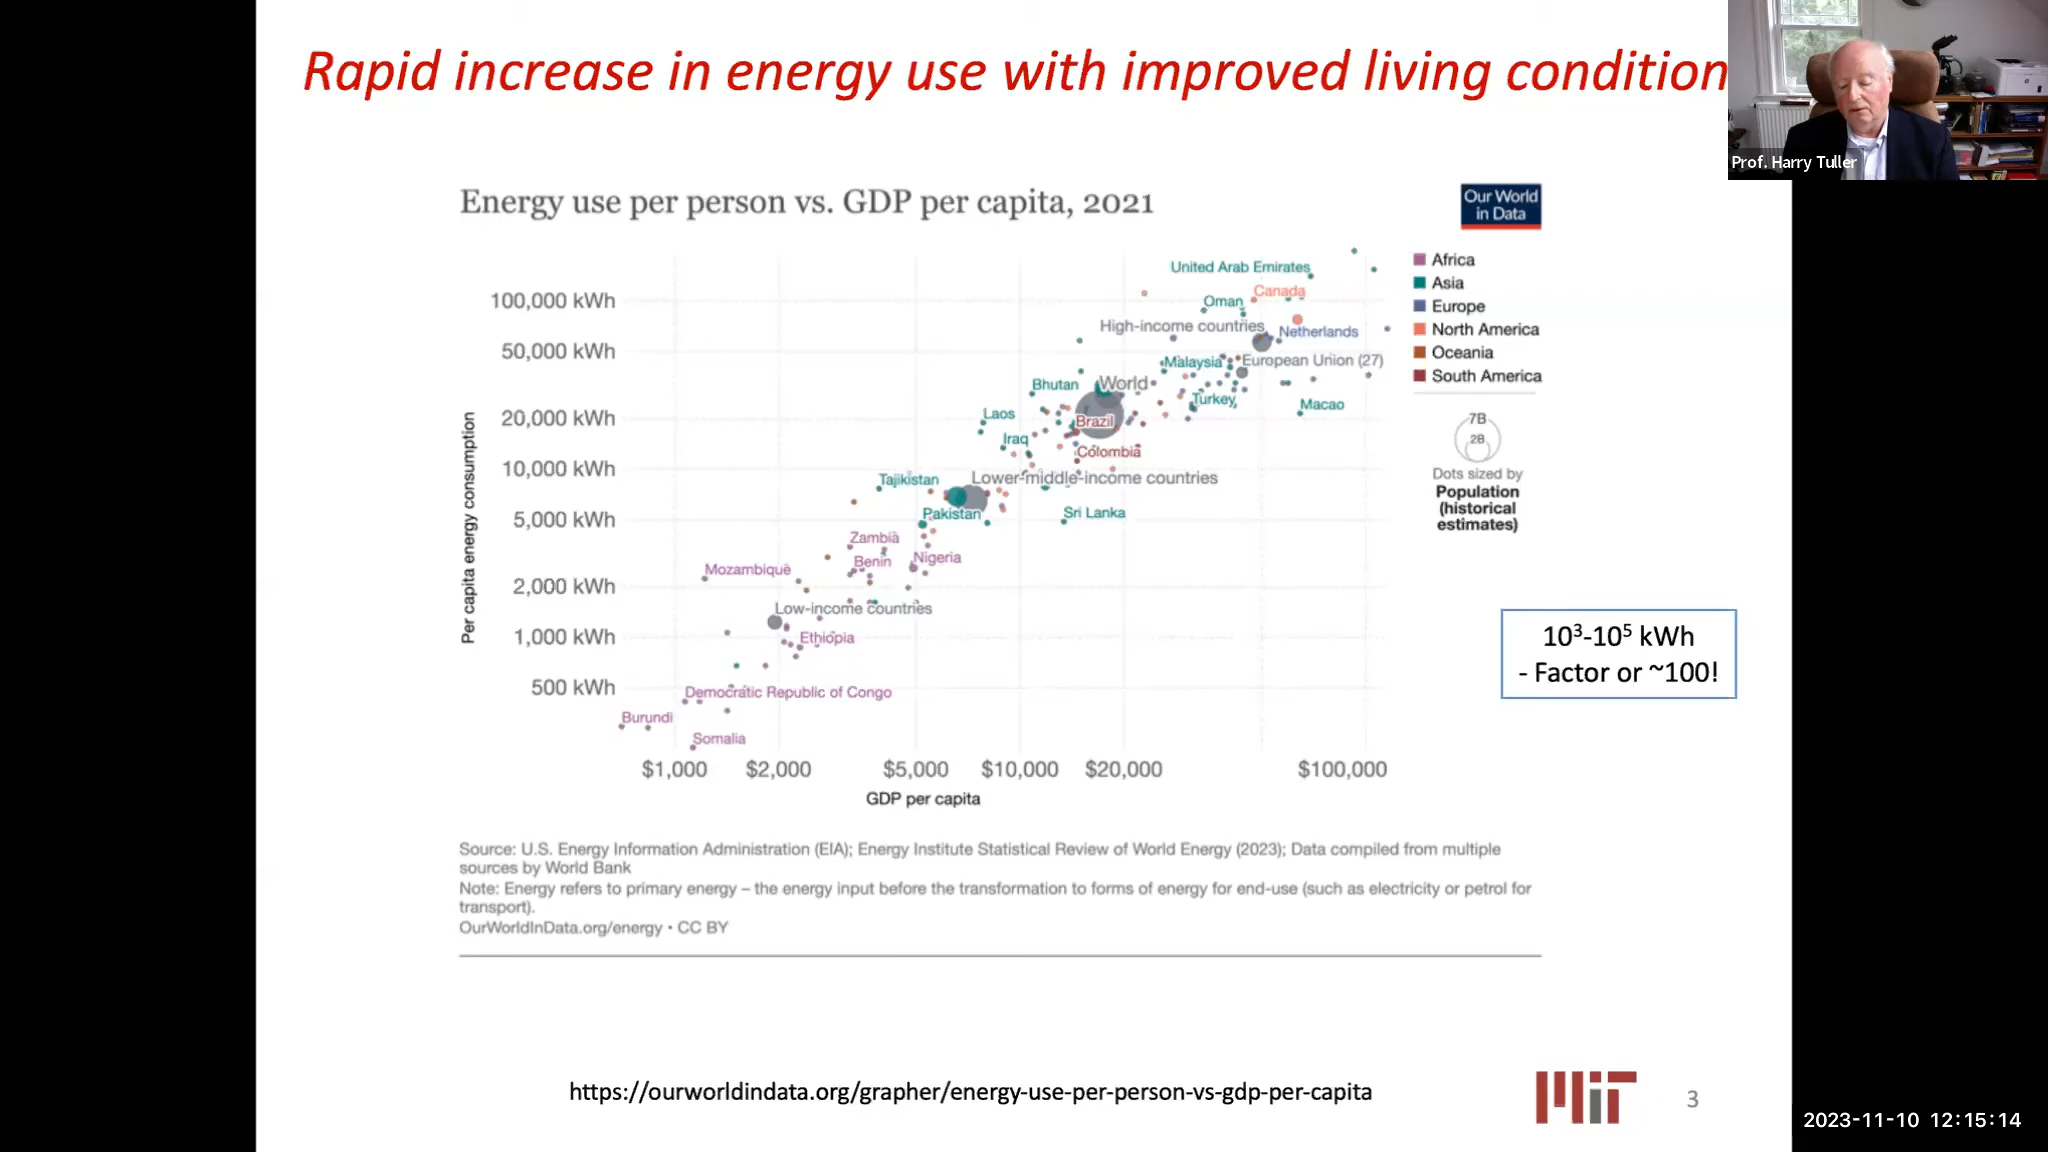 Rapid increase in energy use with improved living condition
Prof. Harry Tuller
Energy use per person vs. GDP per capita, 2021
Our World
in Data
Africa
Asia
Europe
North America
Oceania
South America
7B
2B
Dots sized by
Population
(historical
estimates)
Per capita energy consumption
100,000 kWh
50,000 kWh
20,000 kWh
10,000 kWh
5,000 kWh
2,000 kWh
1,000 kWh
500 kWh
United Arab Emirates
Canada
Oman
High-income countries
Netherlands
Malaysia
European Union (27)
Bhutan
World
Turkey
Macao
Laos
Brazil
Iraq
Colombia
Tajikistan
Lower-middle-income countries
Pakistan
Sri Lanka
Zambia
Benin
Nigeria
Mozambique
Low-income countries
Ethiopia
Democratic Republic of Congo
Burundi
Somalia
$1,000
$2,000
$5,000
$10,000
$20,000
$100,000
GDP per capita
10³-10⁵ kWh
- Factor or ~100!
Source: U.S. Energy Information Administration (EIA); Energy Institute Statistical Review of World Energy (2023); Data compiled from multiple
sources by World Bank
Note: Energy refers to primary energy – the energy input before the transformation to forms of energy for end-use (such as electricity or petrol for
transport).
OurWorldInData.org/energy • CC BY
https://ourworldindata.org/grapher/energy-use-per-person-vs-gdp-per-capita
MIT
3
2023-11-10 12:15:14